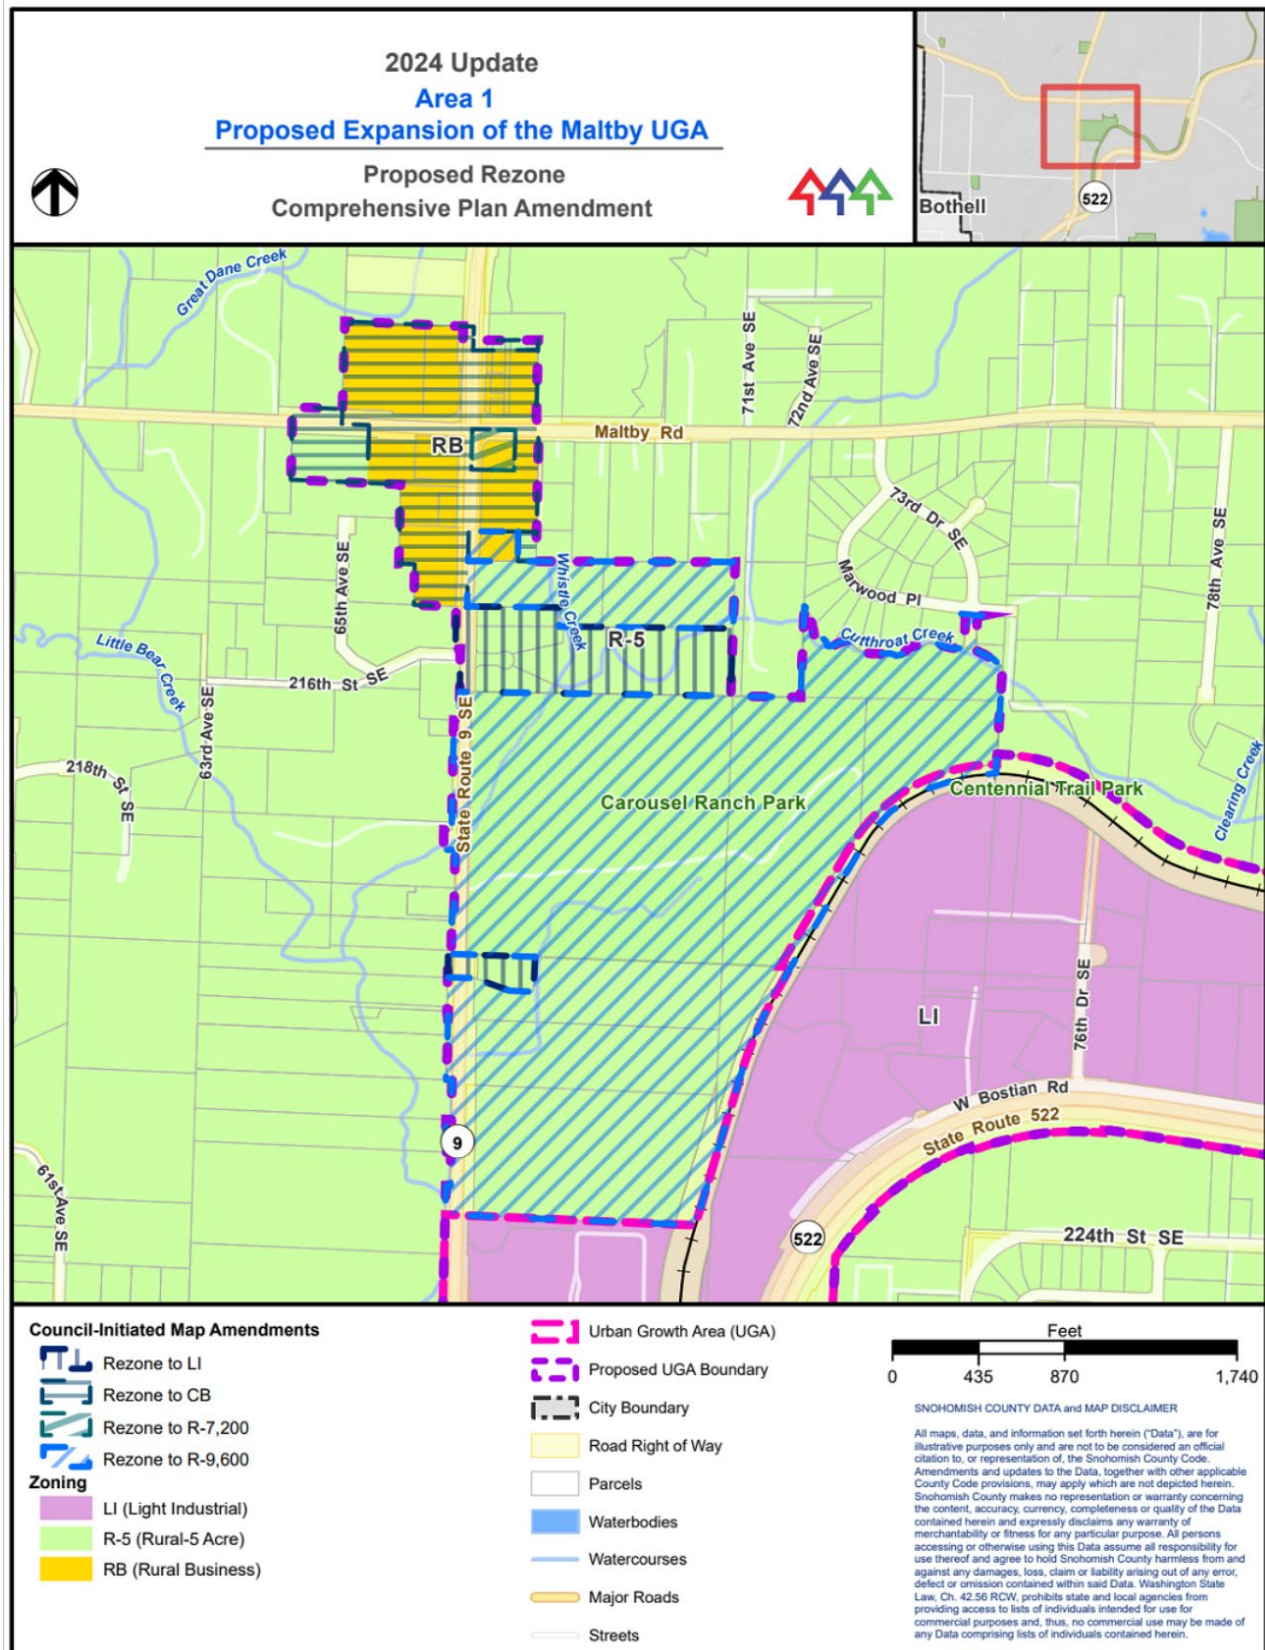 2024 Update
Area 1
Proposed Expansion of the Maltby UGA
Proposed Rezone
Comprehensive Plan Amendment
Bothell
522
Great Dane Creek
71st Ave SE
72nd Ave SE
Maltby Rd
RB
73rd Dr SE
78th Ave SE
65th Ave SE
Whistle Creek
Marwood Pl
R-5
Cutthroat Creek
Little Bear Creek
216th St SE
63rd Ave SE
State Route 9 SE
218th St SE
Carousel Ranch Park
Centennial Trail Park
Clearing Creek
76th Dr SE
LI
W Bostian Rd
State Route 522
9
61st Ave SE
522
224th St SE
Council-Initiated Map Amendments
Rezone to LI
Rezone to CB
Rezone to R-7,200
Rezone to R-9,600
Zoning
LI (Light Industrial)
R-5 (Rural-5 Acre)
RB (Rural Business)
Urban Growth Area (UGA)
Proposed UGA Boundary
City Boundary
Road Right of Way
Parcels
Waterbodies
Watercourses
Major Roads
Streets
Feet
0 435 870 1,740
SNOHOMISH COUNTY DATA and MAP DISCLAIMER
All maps, data, and information set forth herein ("Data"), are for
illustrative purposes only and are not to be considered an official
citation to, or representation of, the Snohomish County Code.
Amendments and updates to the Data, together with other applicable
County Code provisions, may apply which are not depicted herein.
Snohomish County makes no representation or warranty concerning
the content, accuracy, currency, completeness or quality of the Data
contained herein and expressly disclaims any warranty of
merchantability or fitness for any particular purpose. All persons
accessing or otherwise using this Data assume all responsibility for
use thereof and agree to hold Snohomish County harmless from and
against any damages, loss, claim or liability arising out of any error,
defect or omission contained within said Data. Washington State
Law, Ch. 42.56 RCW, prohibits state and local agencies from
providing access to lists of individuals intended for use for
commercial purposes and, thus, no commercial use may be made of
any Data comprising lists of individuals contained herein.